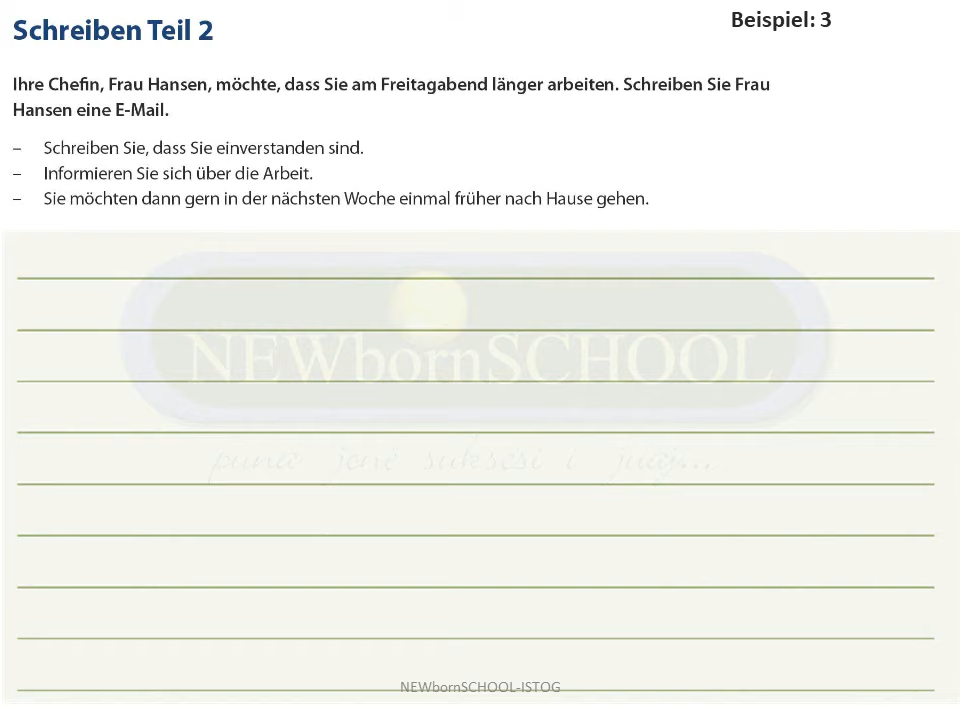 Schreiben Teil 2
Beispiel: 3
Ihre Chefin, Frau Hansen, möchte, dass Sie am Freitagabend länger arbeiten. Schreiben Sie Frau
Hansen eine E-Mail.
– Schreiben Sie, dass Sie einverstanden sind.
– Informieren Sie sich über die Arbeit.
– Sie möchten dann gern in der nächsten Woche einmal früher nach Hause gehen.
NEWbornSCHOOL
jonë suksesi i
NEWbornSCHOOL-ISTOG